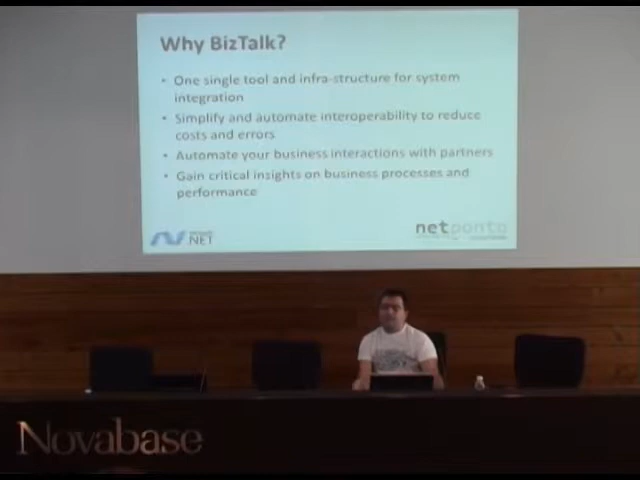 Why BizTalk?
• One single tool and infra-structure for system
integration
• Simplify and automate interoperability to reduce
costs and errors
• Automate your business interactions with partners
• Gain critical insights on business processes and
performance
.NET
netponto
Novabase